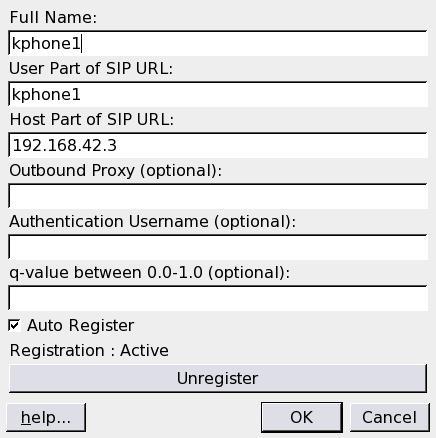 Full Name:
kphone1
User Part of SIP URL:
kphone1
Host Part of SIP URL:
192.168.42.3
Outbound Proxy (optional):
Authentication Username (optional):
q-value between 0.0-1.0 (optional):
Auto Register
Registration : Active
Unregister
help... OK Cancel